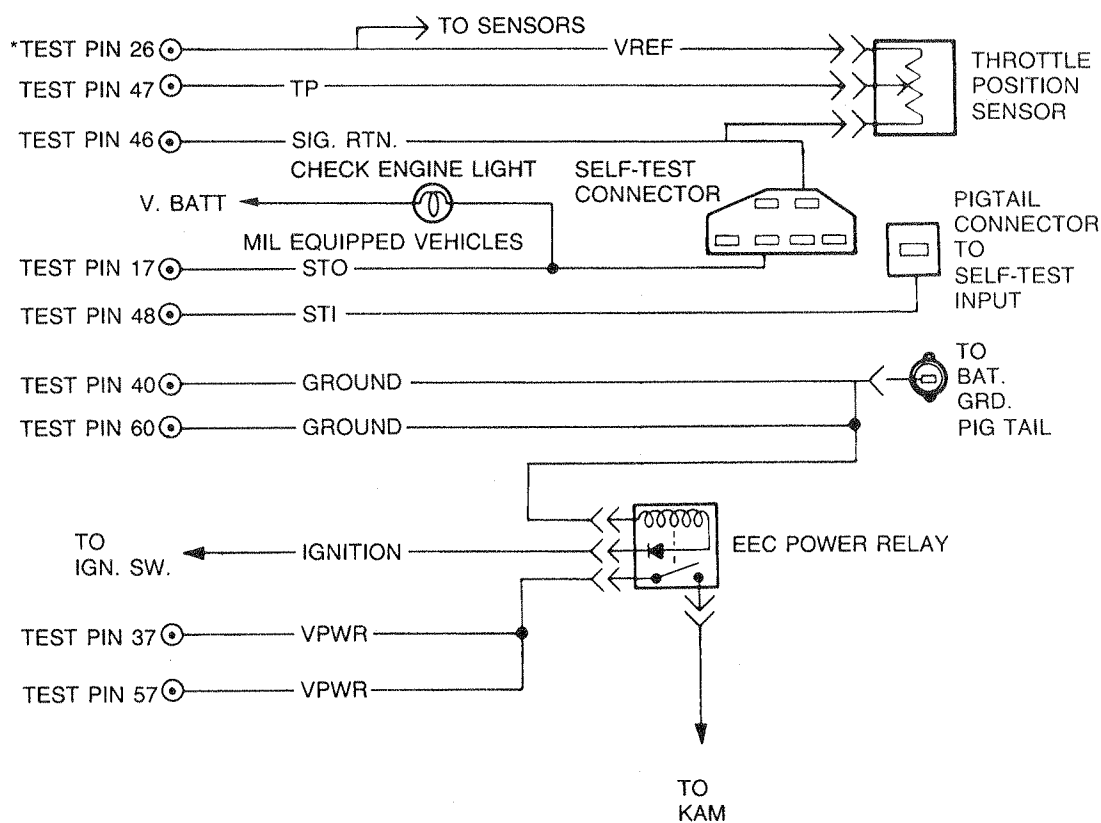 TO SENSORS
*TEST PIN 26
VREF
THROTTLE
POSITION
SENSOR
TEST PIN 47
TP
TEST PIN 46
SIG. RTN.
CHECK ENGINE LIGHT
V. BATT
MIL EQUIPPED VEHICLES
SELF-TEST
CONNECTOR
PIGTAIL
CONNECTOR
TO
SELF-TEST
INPUT
TEST PIN 17
STO
TEST PIN 48
STI
TEST PIN 40
GROUND
TO
BAT.
GRD.
PIG TAIL
TEST PIN 60
GROUND
TO
IGN. SW.
IGNITION
EEC POWER RELAY
TEST PIN 37
VPWR
TEST PIN 57
VPWR
TO
KAM